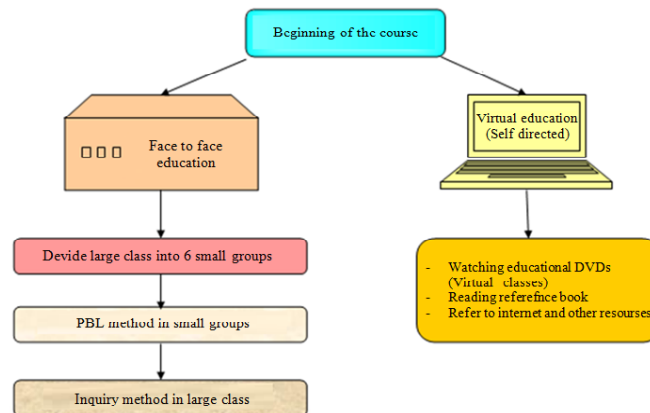 Beginning of the course
Face to face
education
Virtual education
(Self directed)
Devide large class into 6 small groups
PBL method in small groups
Inquiry method in large class
- Watching educational DVDs
(Virtual classes)
- Reading referefince book
- Refer to internet and other resourses